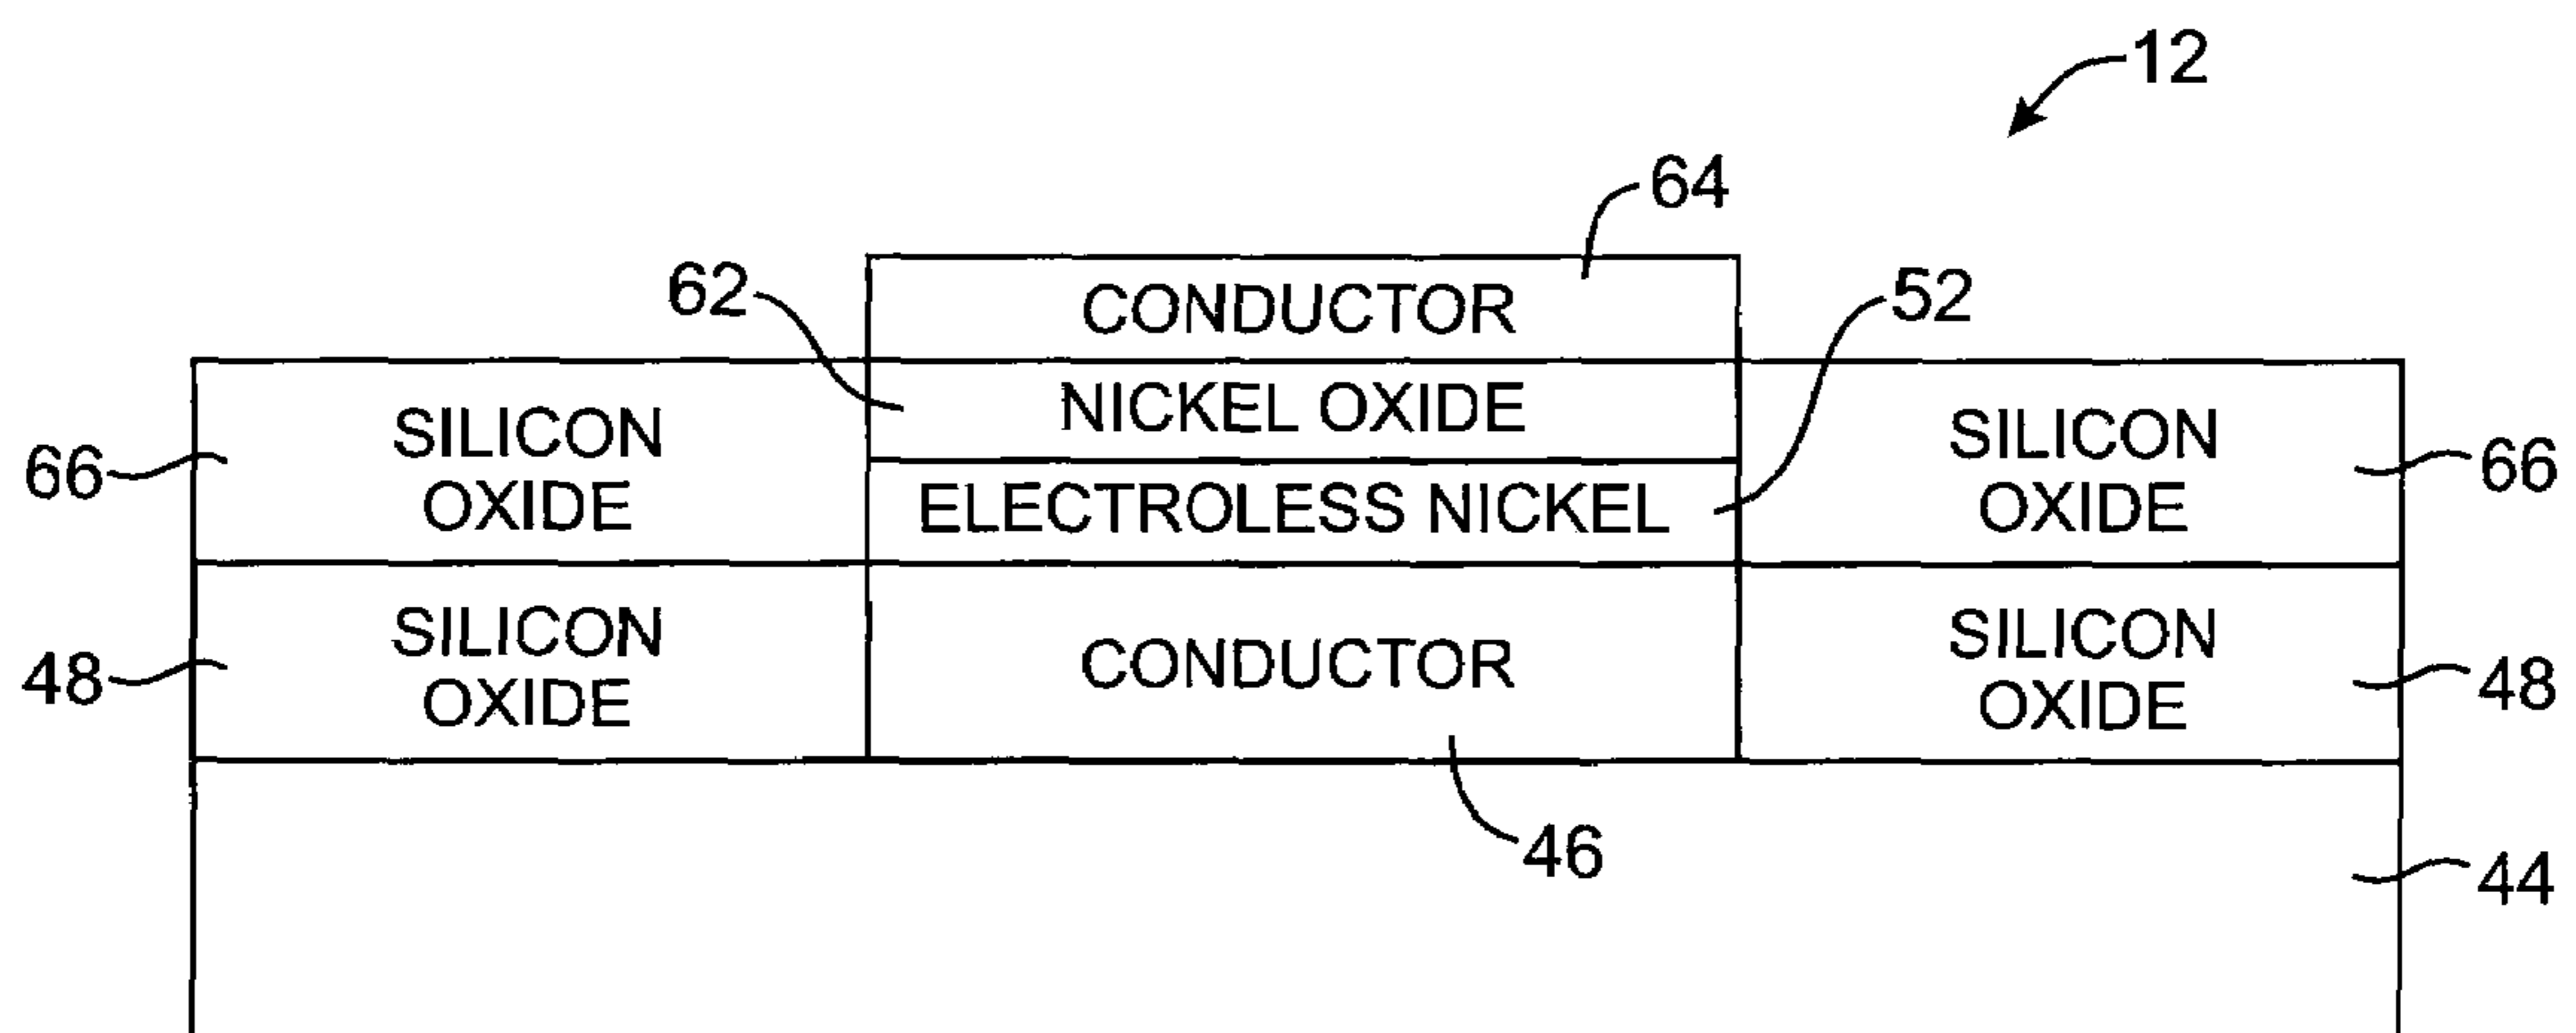 12
64
62
CONDUCTOR
52
NICKEL OXIDE
66
SILICON
OXIDE
ELECTROLESS NICKEL
SILICON
OXIDE
66
48
SILICON
OXIDE
CONDUCTOR
SILICON
OXIDE
48
46
44